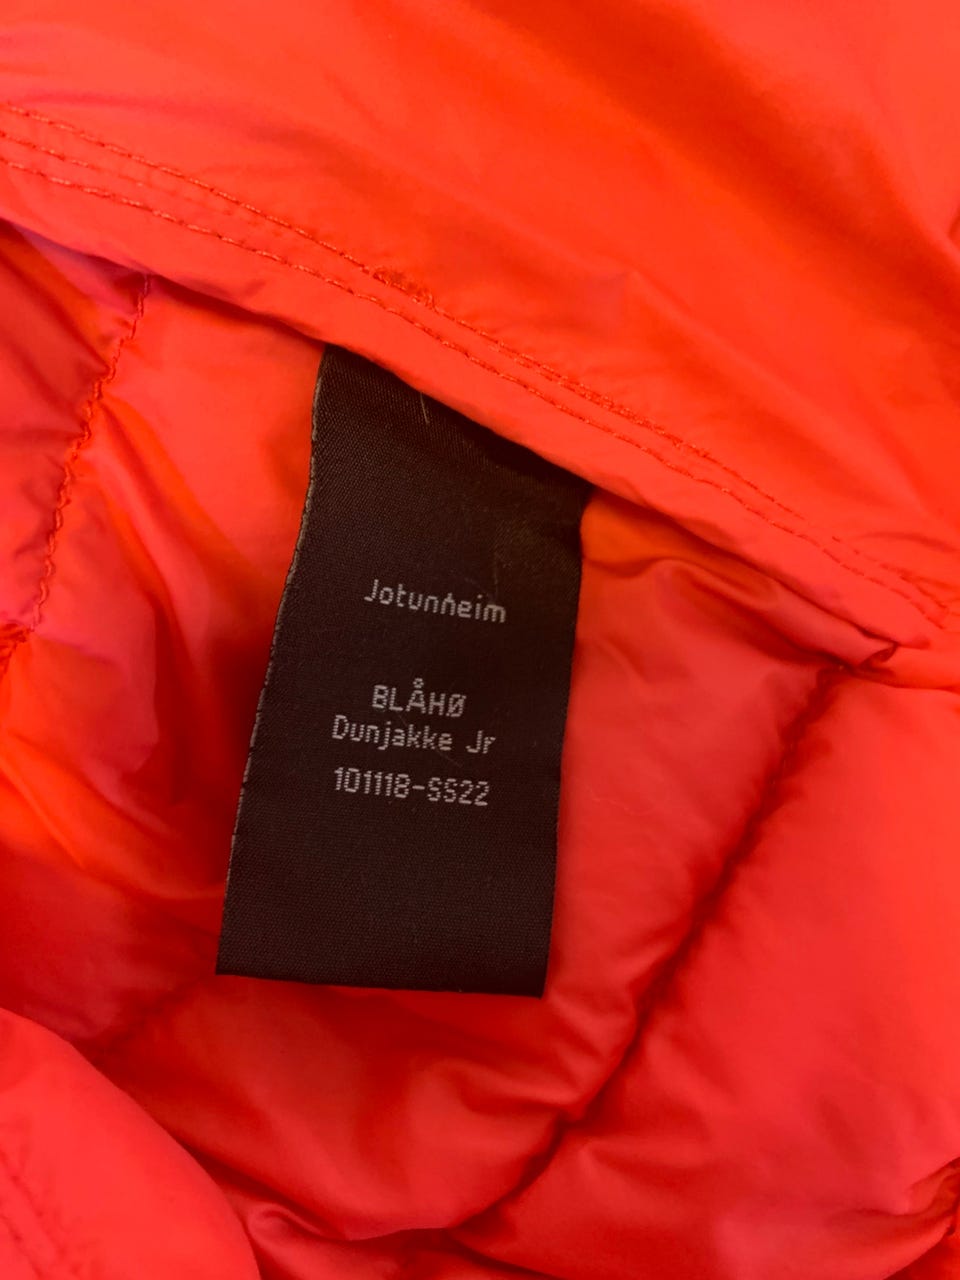 Jotunheim
BLÅHØ
Dunjakke Jr
101118-SS22